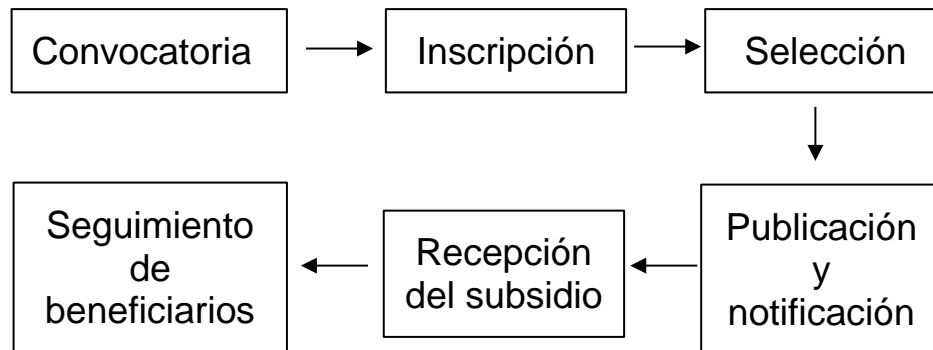 Convocatoria
Inscripción
Selección
Publicación
y
notificación
Recepción
del subsidio
Seguimiento
de
beneficiarios